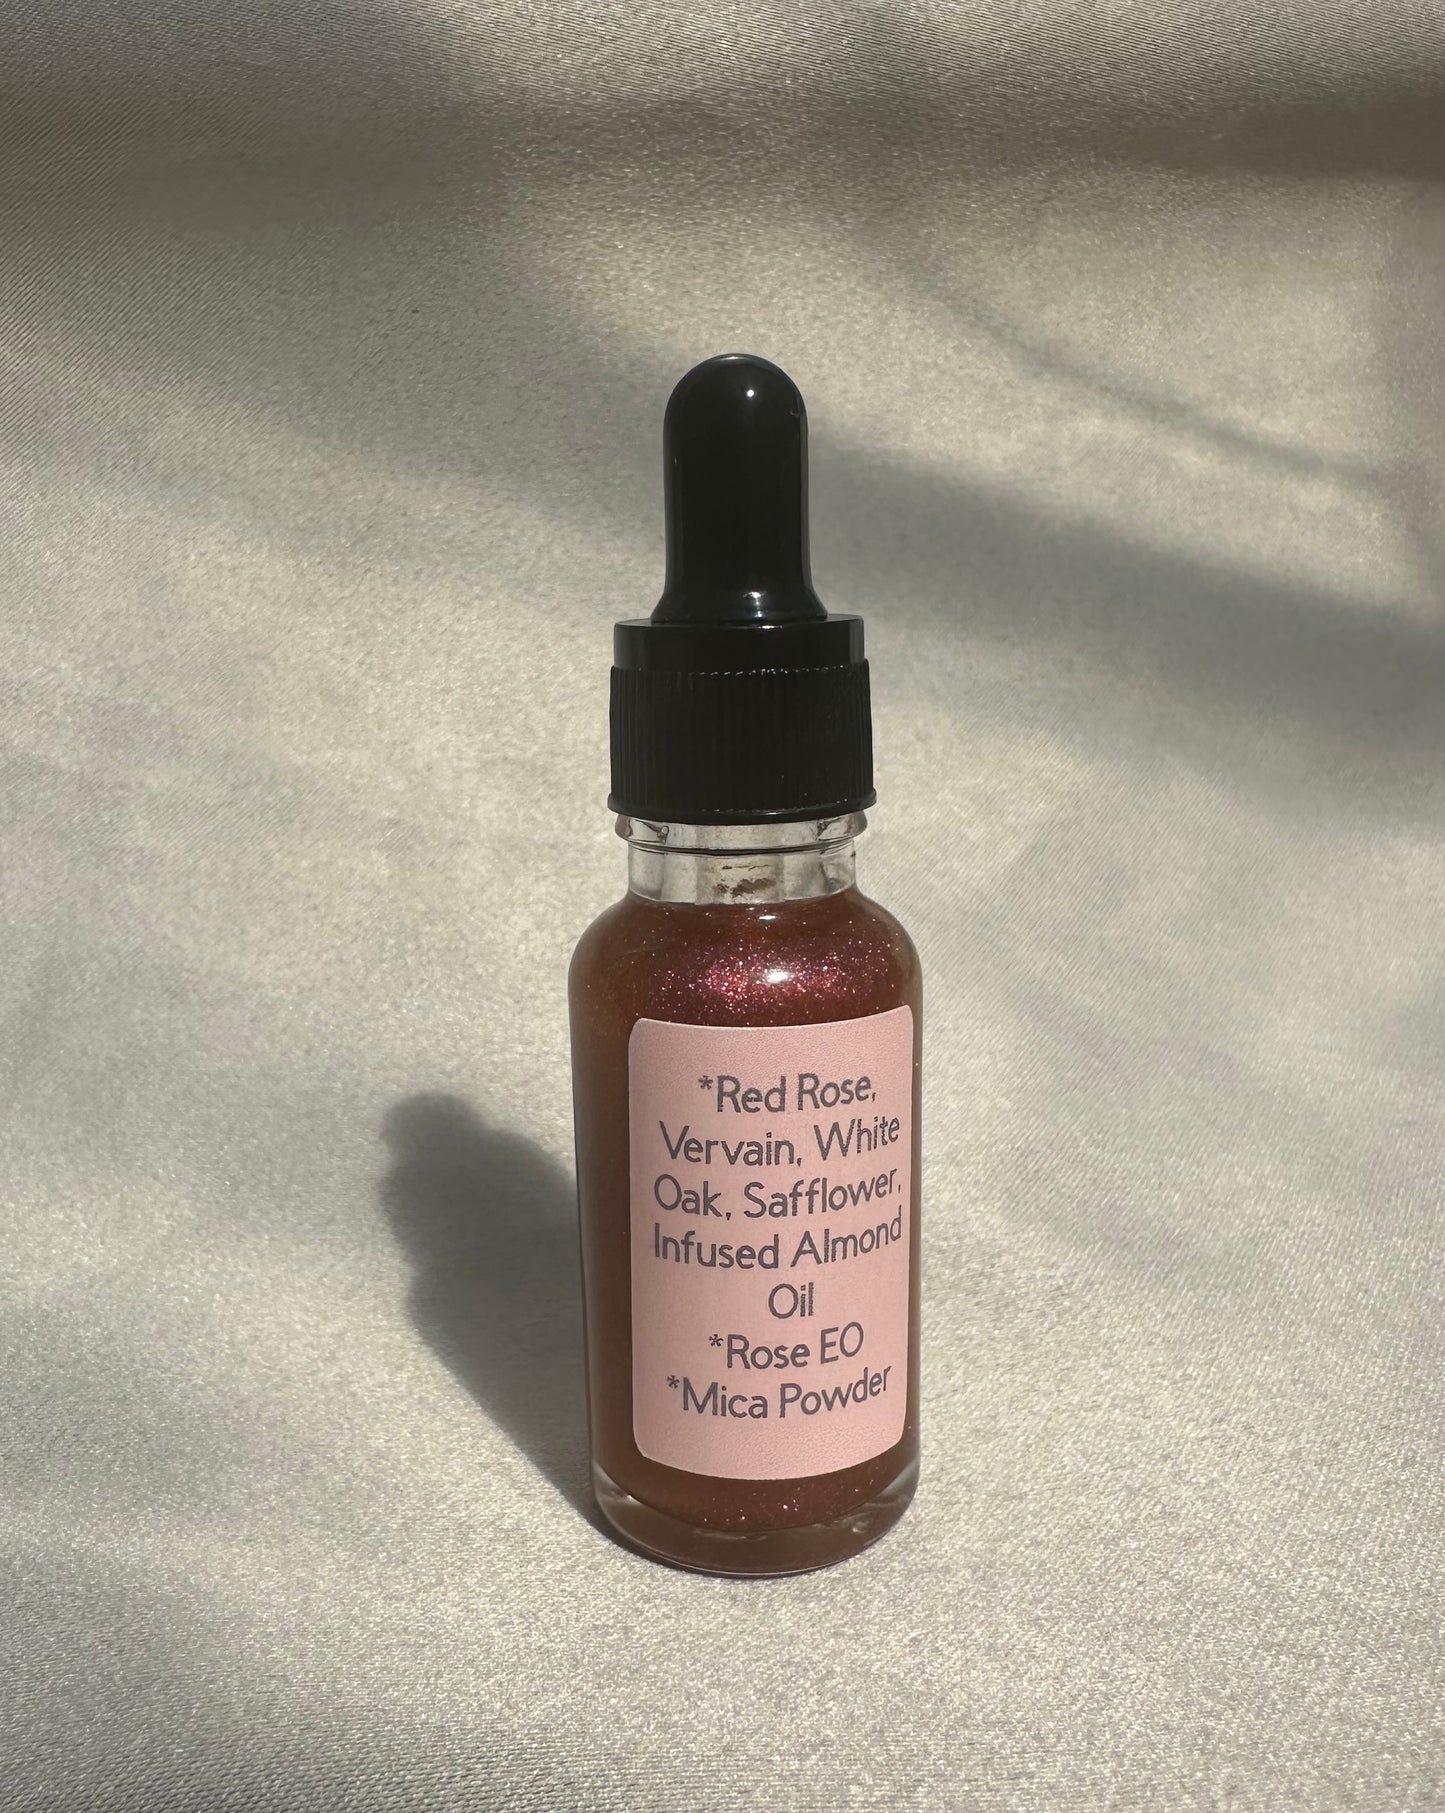 *Red Rose,
Vervain, White
Oak, Safflower,
Infused Almond
Oil
*Rose EO
*Mica Powder